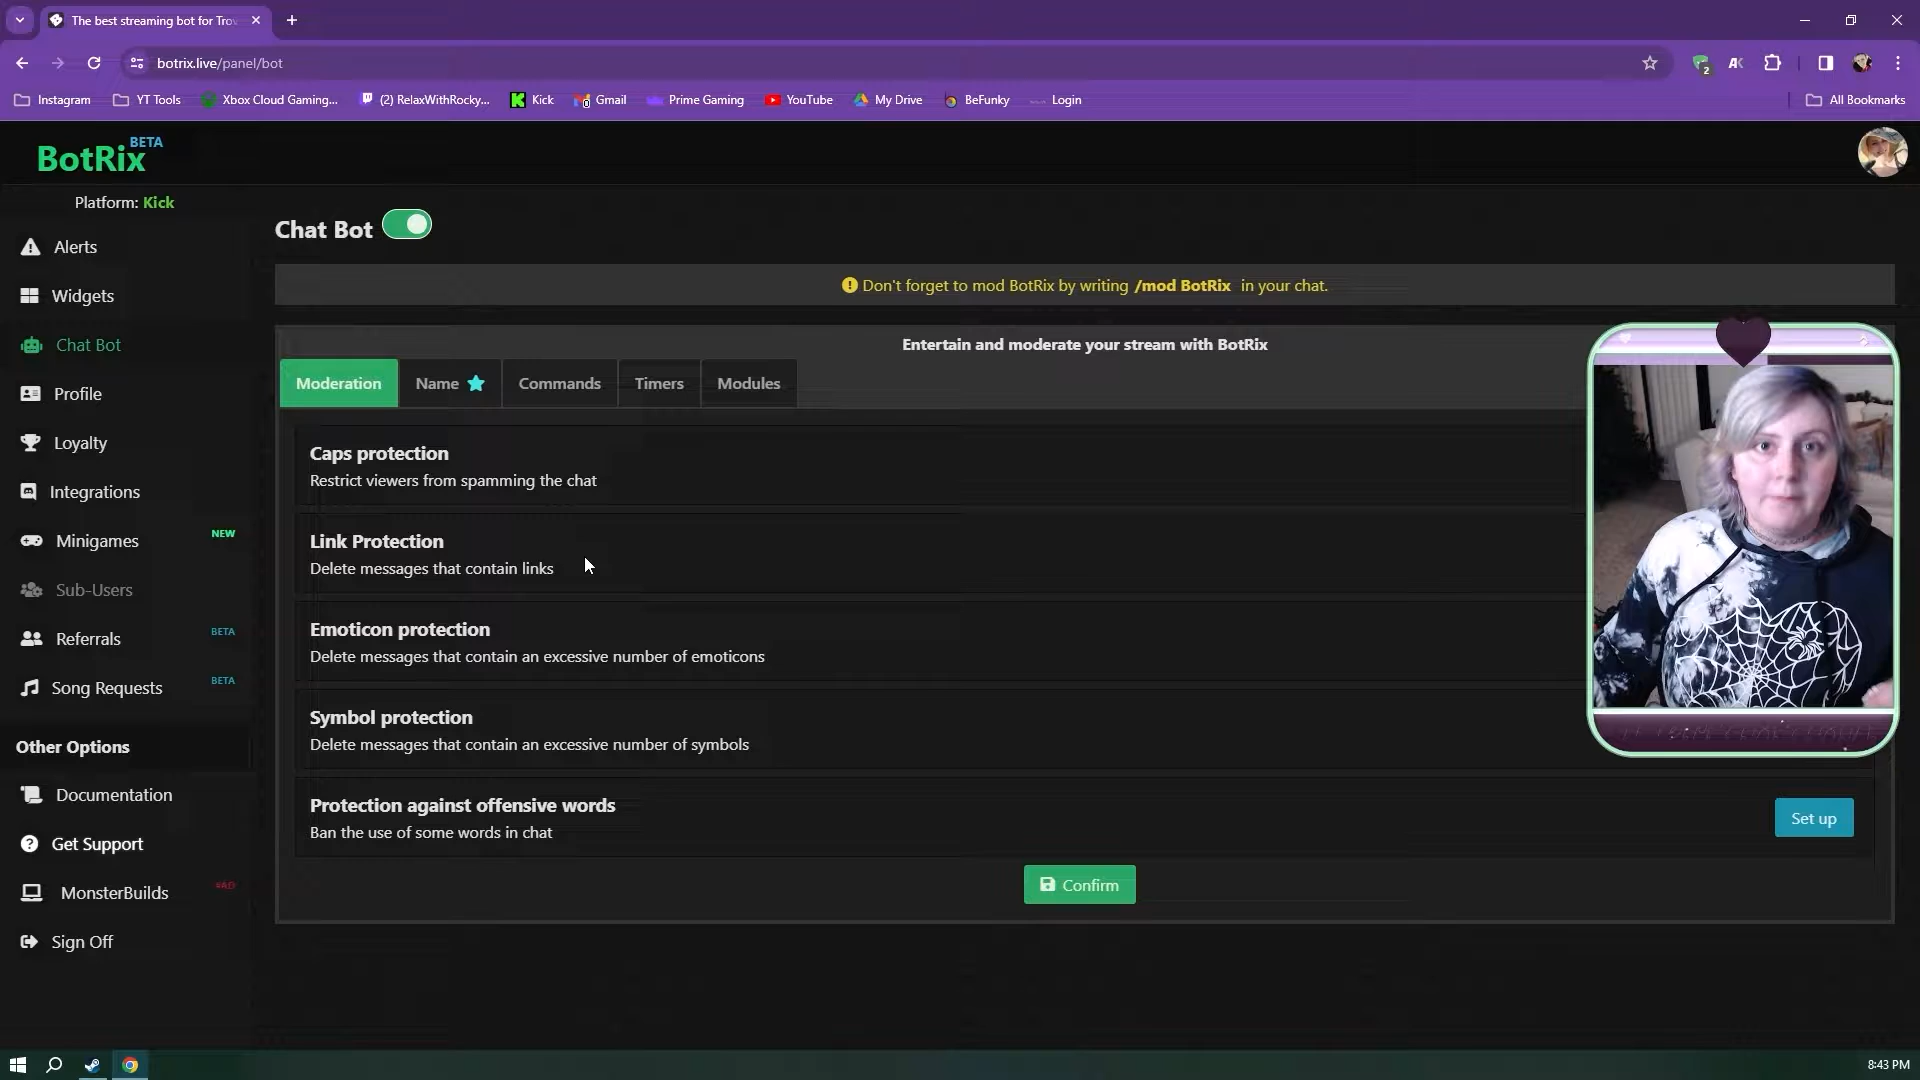 The best streaming bot for Tro
botrix.live/panel/bot
2
Instagram
YT Tools
Xbox Cloud Gaming...
(2) RelaxWithRocky...
Kick
Gmail
Prime Gaming
YouTube
My Drive
BeFunky
Login
All Bookmarks
BotRix BETA
Platform: Kick
Alerts
Widgets
Chat Bot
Profile
Loyalty
Integrations
Minigames NEW
Sub-Users
Referrals BETA
Song Requests BETA
Other Options
Documentation
Get Support
MonsterBuilds #AD
Sign Off
Chat Bot
Don't forget to mod BotRix by writing /mod BotRix in your chat.
Entertain and moderate your stream with BotRix
Moderation
Name
Commands
Timers
Modules
Caps protection
Restrict viewers from spamming the chat
Link Protection
Delete messages that contain links
Emoticon protection
Delete messages that contain an excessive number of emoticons
Symbol protection
Delete messages that contain an excessive number of symbols
Protection against offensive words
Ban the use of some words in chat
Set up
Confirm
8:43 PM